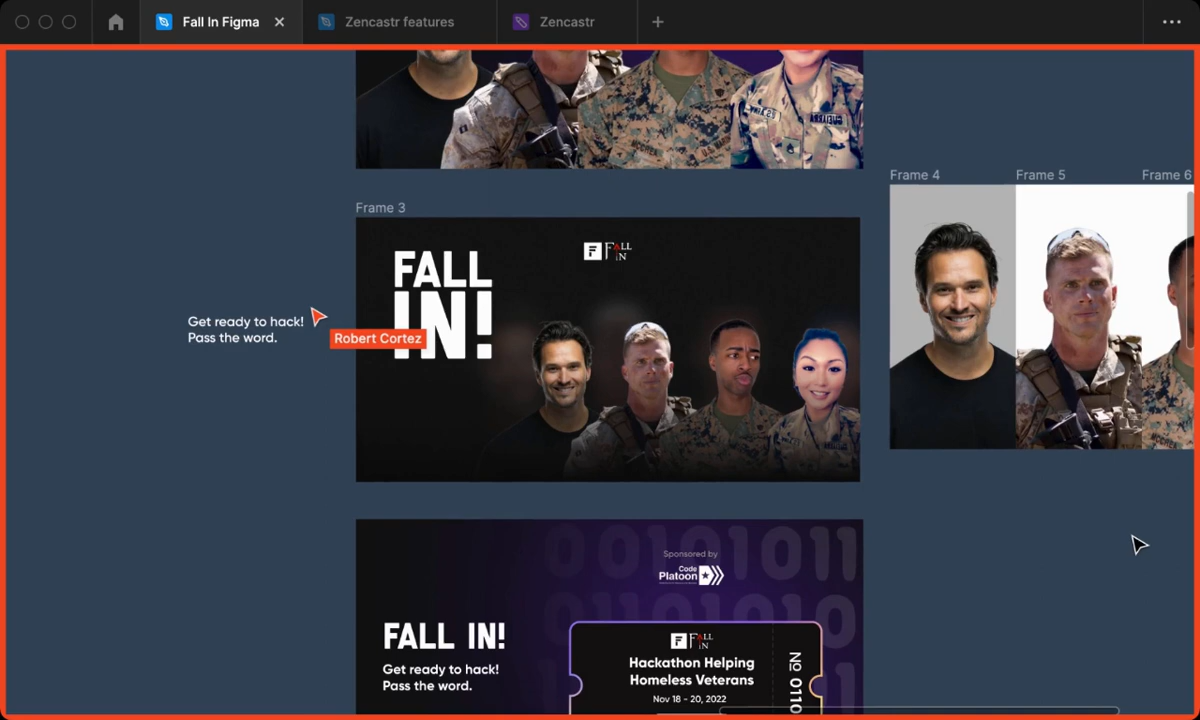 Fall In Figma
Zencastr features
Zencastr
Frame 4
Frame 5
Frame 6
Frame 3
FALL
IN!
F FALL
IN
Get ready to hack!
Pass the word.
Robert Cortez
00101011
Sponsored by
Code
Platoon
FALL IN!
Get ready to hack!
Pass the word.
F FALL
IN
Hackathon Helping
Homeless Veterans
Nov 18 - 20, 2022
No 0110